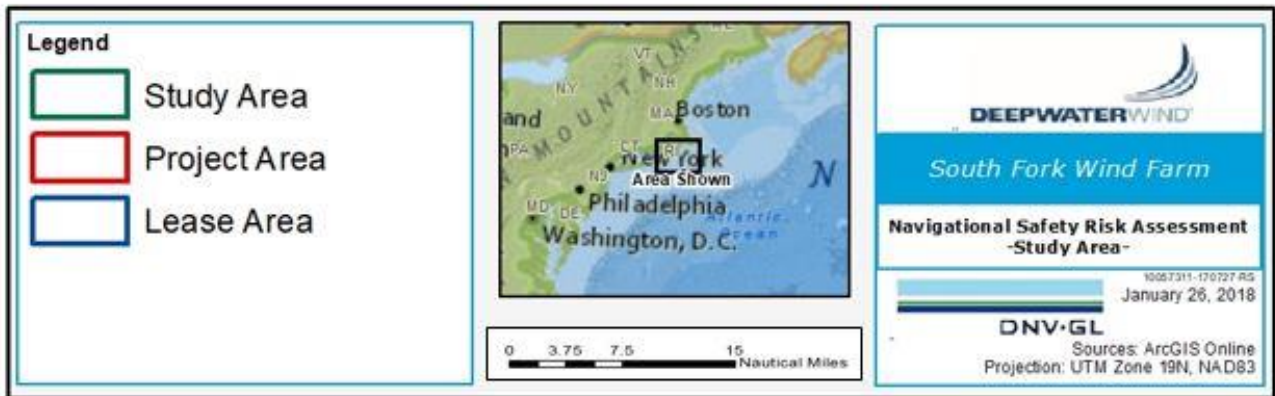 Legend
Study Area
Project Area
Lease Area
VT
NH
NY
MA Boston
and
MOUNTAINS
PA
CT
RI
New York
Area Shown
N
NJ
Philadelphia
MD
DE
Atlantic
Ocean
Washington, D.C.
0 3.75 7.5 15
Nautical Miles
DEEPWATERWIND
South Fork Wind Farm
Navigational Safety Risk Assessment
-Study Area-
10057311-170727-RS
January 26, 2018
DNV·GL
Sources: ArcGIS Online
Projection: UTM Zone 19N, NAD83